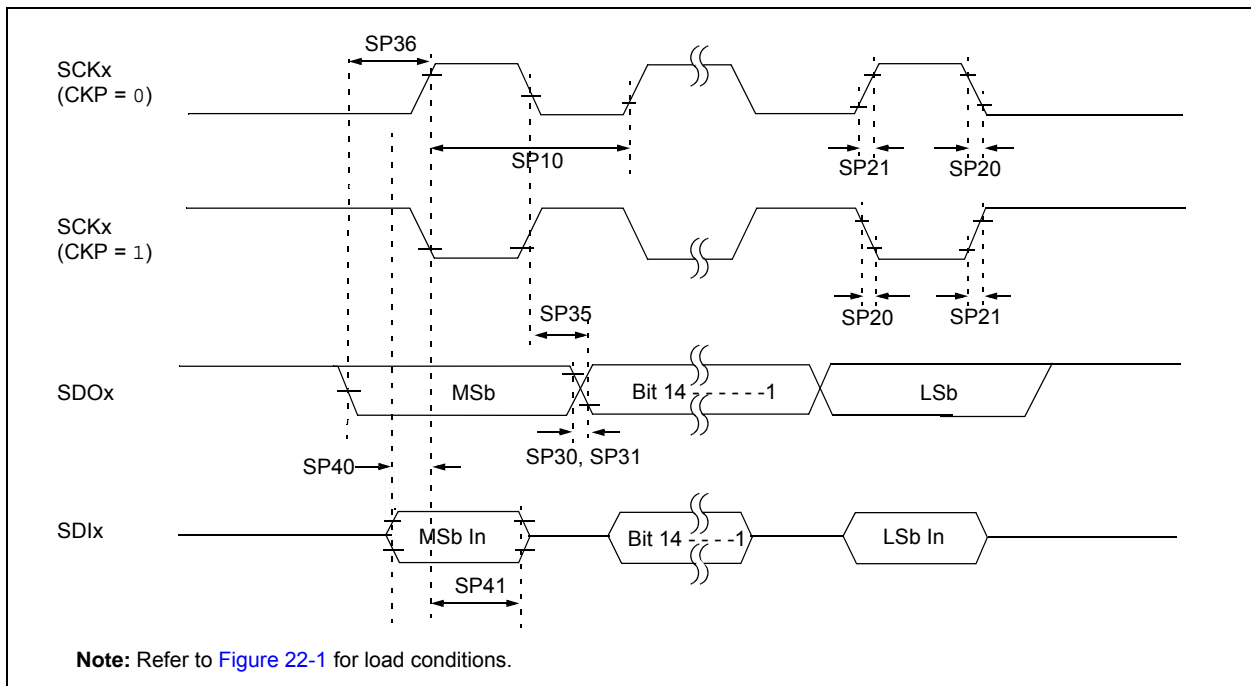 SP36
SCKx
(CKP = 0)
SP10
SP21
SP20
SCKx
(CKP = 1)
SP35
SP20
SP21
SDOx
MSb
Bit 14 - - - - - -1
LSb
SP30, SP31
SP40
SDIx
MSb In
Bit 14 - - - - -1
LSb In
SP41
Note: Refer to Figure 22-1 for load conditions.